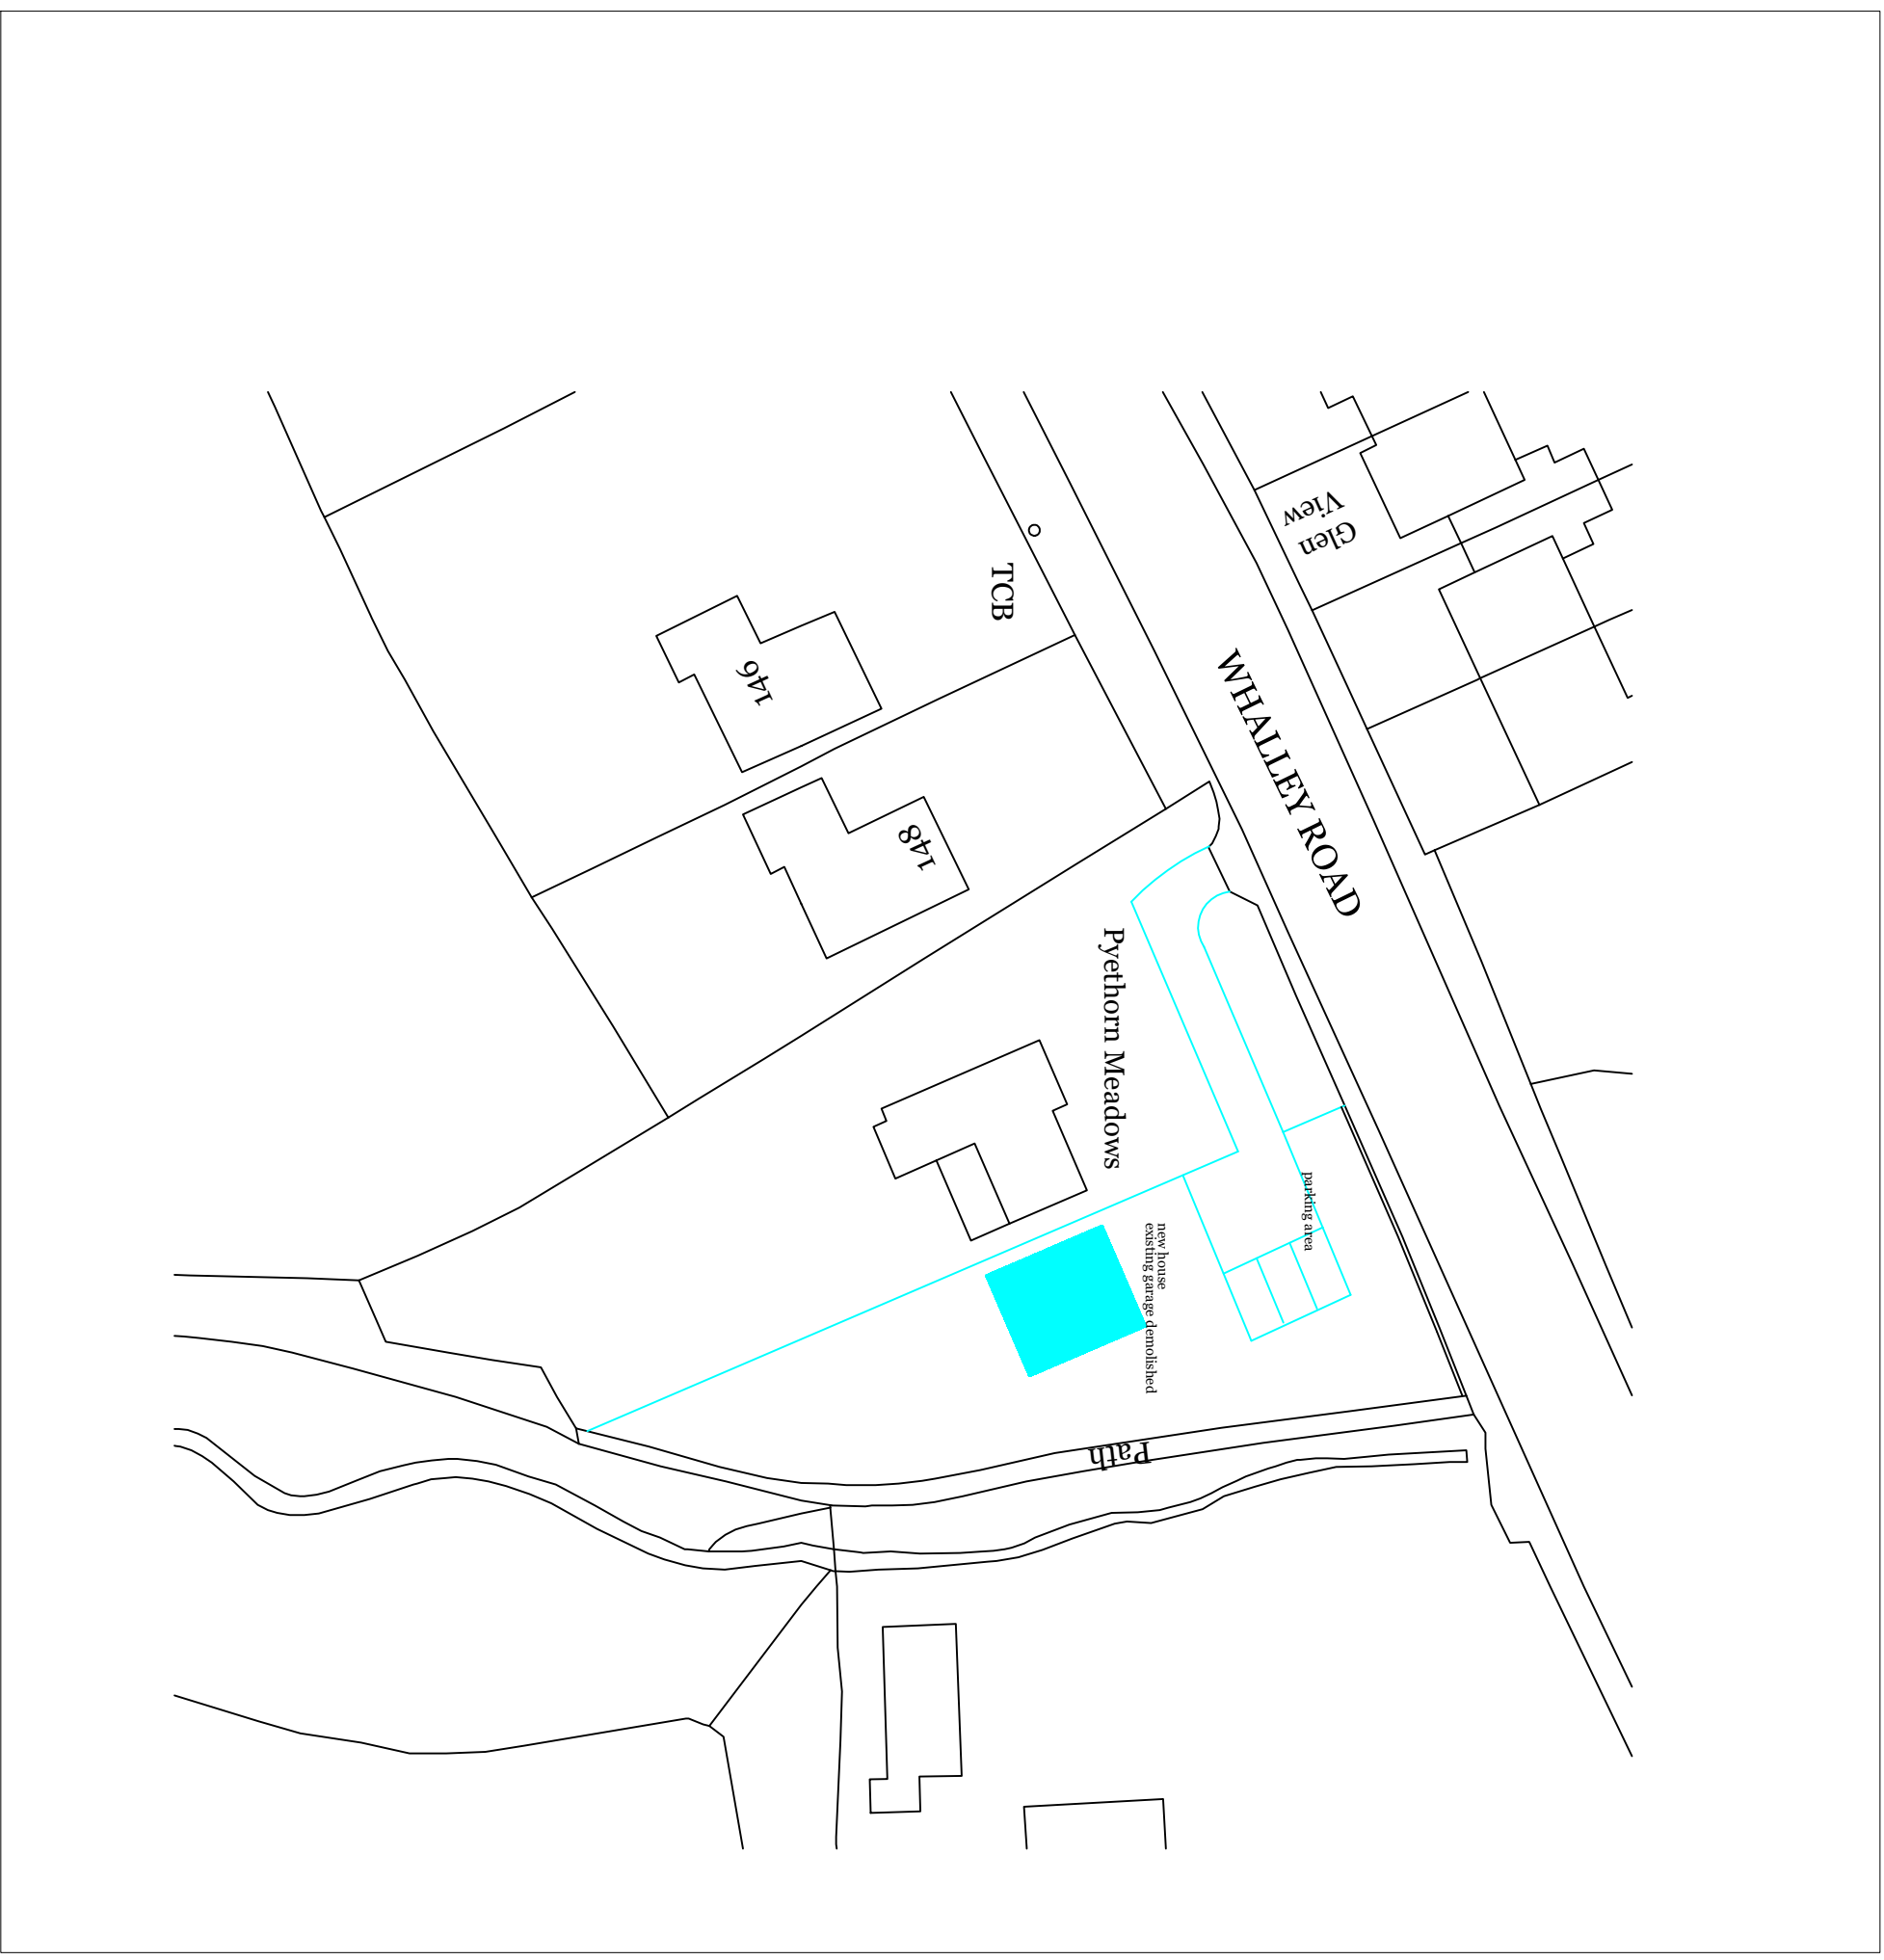 Glen
View
TCB
WHALLEY ROAD
146
148
Pyethorn Meadows
parking area
new house
existing garage demolished
Path